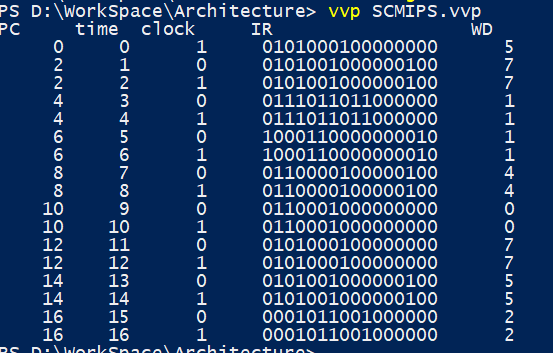 PS D:\WorkSpace\Architecture> vvp SCMIPS.vvp
PC time clock IR WD
0 0 1 0101000100000000 5
2 1 0 0101001000000100 7
2 2 1 0101001000000100 7
4 3 0 0111011011000000 1
4 4 1 0111011011000000 1
6 5 0 1000110000000010 1
6 6 1 1000110000000010 1
8 7 0 0110000100000100 4
8 8 1 0110000100000100 4
10 9 0 0110001000000000 0
10 10 1 0110001000000000 0
12 11 0 0101000100000000 7
12 12 1 0101000100000000 7
14 13 0 0101001000000100 5
14 14 1 0101001000000100 5
16 15 0 0001011001000000 2
16 16 1 0001011001000000 2
PS D:\WorkSpace\Architecture>